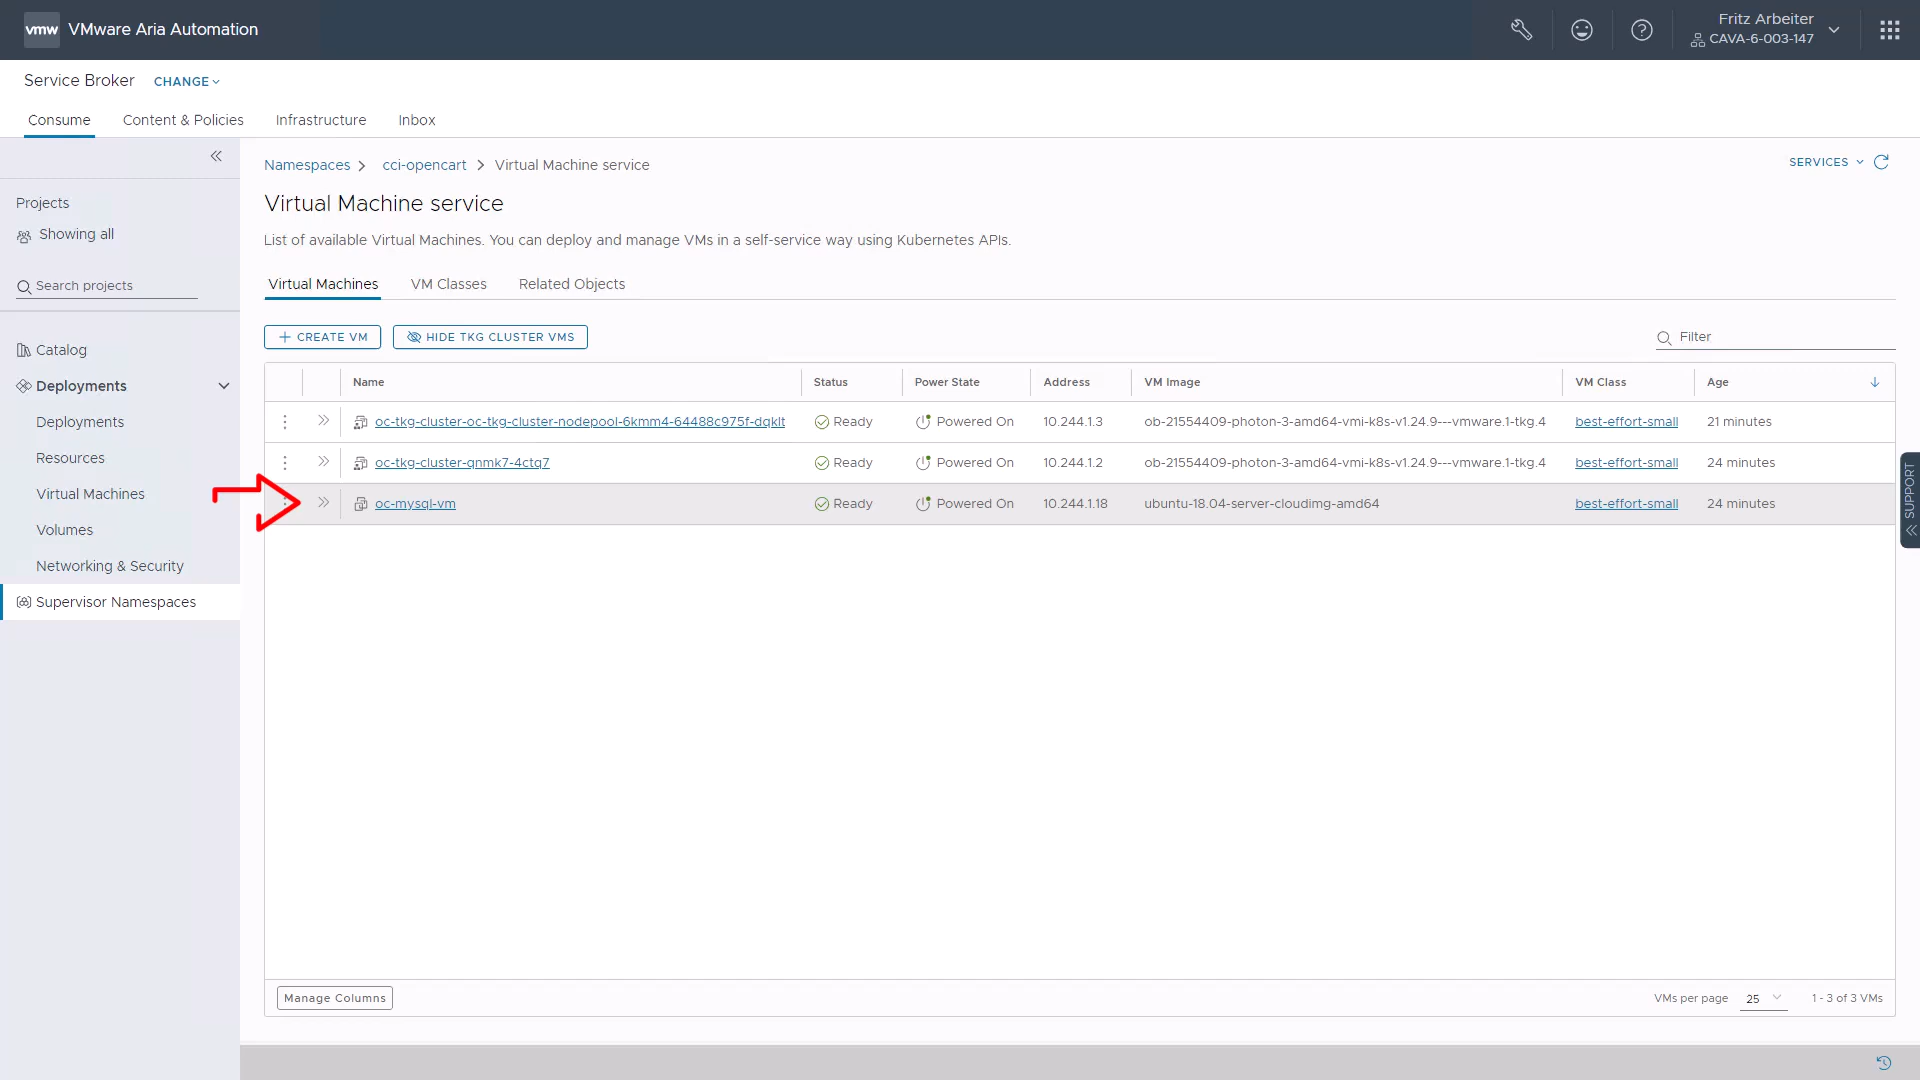 vmw VMware Aria Automation
Fritz Arbeiter
CAVA-6-003-147
Service Broker CHANGE
Consume Content & Policies Infrastructure Inbox
Projects
Showing all
Search projects
Catalog
Deployments
Deployments
Resources
Virtual Machines
Volumes
Networking & Security
Supervisor Namespaces
Namespaces cci-opencart Virtual Machine service
SERVICES
Virtual Machine service
List of available Virtual Machines. You can deploy and manage VMs in a self-service way using Kubernetes APIs.
Virtual Machines VM Classes Related Objects
CREATE VM HIDE TKG CLUSTER VMS Filter
Name Status Power State Address VM Image VM Class Age
oc-tkg-cluster-oc-tkg-cluster-nodepool-6kmm4-64488c975f-dqklt Ready Powered On 10.244.1.3 ob-21554409-photon-3-amd64-vmi-k8s-v1.24.9---vmware.1-tkg.4 best-effort-small 21 minutes
oc-tkg-cluster-qnmk7-4ctq7 Ready Powered On 10.244.1.2 ob-21554409-photon-3-amd64-vmi-k8s-v1.24.9---vmware.1-tkg.4 best-effort-small 24 minutes
oc-mysql-vm Ready Powered On 10.244.1.18 ubuntu-18.04-server-cloudimg-amd64 best-effort-small 24 minutes
SUPPORT
Manage Columns VMs per page 25 1 - 3 of 3 VMs